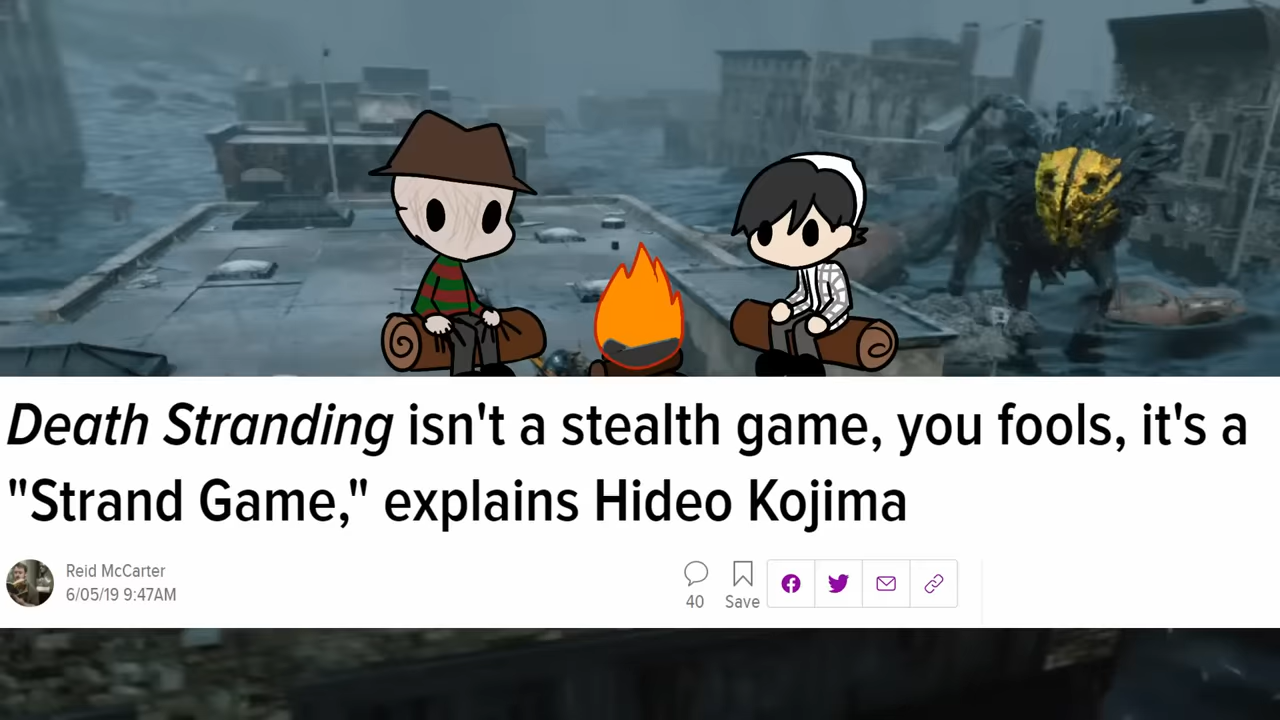 Death Stranding isn't a stealth game, you fools, it's a
"Strand Game," explains Hideo Kojima
Reid McCarter
6/05/19 9:47AM
40
Save